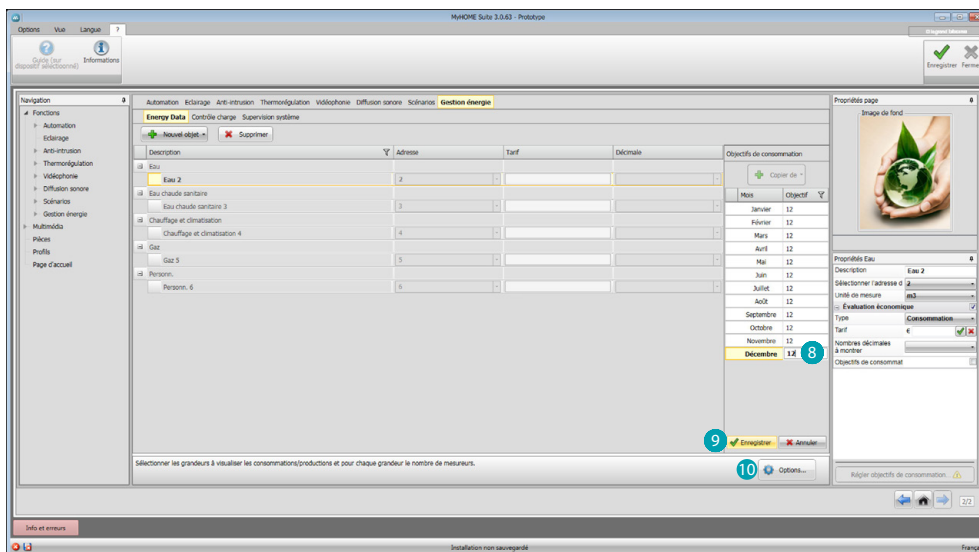 MyHOME Suite 3.0.63 - Prototype
Options Vue Langue ?
Guide (sur dispositif sélectionné)
Informations
Enregistrer Ferme
Navigation
Fonctions
Automation
Eclairage
Anti-intrusion
Thermorégulation
Vidéophonie
Diffusion sonore
Scénarios
Gestion énergie
Multimédia
Pièces
Profils
Page d'accueil
Automation Eclairage Anti-intrusion Thermorégulation Vidéophonie Diffusion sonore Scénarios Gestion énergie
Energy Data Contrôle charge Supervision système
Nouvel objet Supprimer
Description Adresse Tarif Décimale
Eau
Eau 2 2
Eau chaude sanitaire
Eau chaude sanitaire 3 3
Chauffage et climatisation
Chauffage et climatisation 4 4
Gaz
Gaz 5 5
Personn.
Personn. 6 6
Objectifs de consommation
Copier de
Mois Objectif
Janvier 12
Février 12
Mars 12
Avril 12
Mai 12
Juin 12
Juillet 12
Août 12
Septembre 12
Octobre 12
Novembre 12
Décembre 12
8
9
Enregistrer Annuler
10
Options...
Sélectionner les grandeurs à visualiser les consommations/productions et pour chaque grandeur le nombre de mesureurs.
Propriétés page
Image de fond
Propriétés Eau
Description Eau 2
Sélectionner l'adresse d 2
Unité de mesure m3
Évaluation économique
Type Consommation
Tarif €
Nombres décimales
à montrer
Objectifs de consommat
Régler objectifs de consommation
2/2
Info et erreurs
Installation non sauvegardé
França